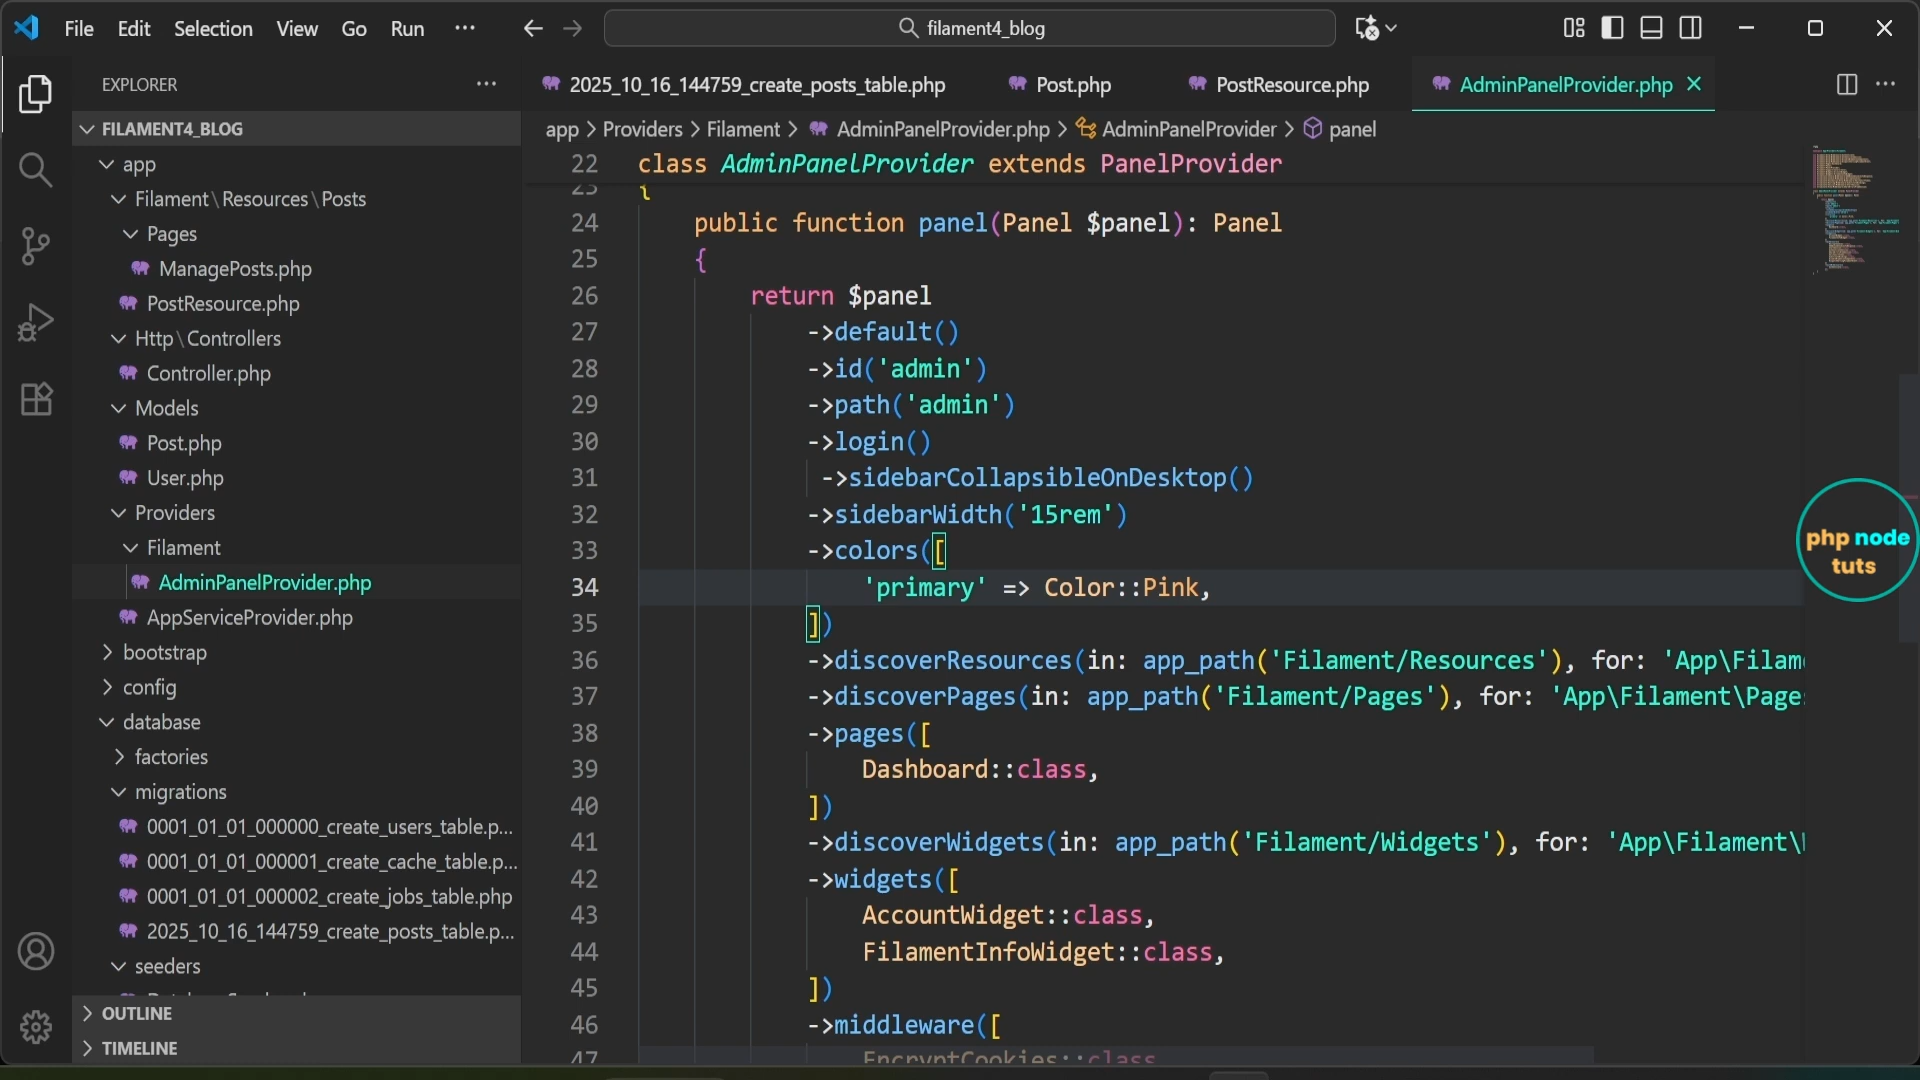 File Edit Selection View Go Run ··· filament4_blog
EXPLORER ···
2025_10_16_144759_create_posts_table.php Post.php PostResource.php AdminPanelProvider.php
FILAMENT4_BLOG
app
Filament\Resources\Posts
Pages
ManagePosts.php
PostResource.php
Http\Controllers
Controller.php
Models
Post.php
User.php
Providers
Filament
AdminPanelProvider.php
AppServiceProvider.php
bootstrap
config
database
factories
migrations
0001_01_01_000000_create_users_table.p...
0001_01_01_000001_create_cache_table.p...
0001_01_01_000002_create_jobs_table.php
2025_10_16_144759_create_posts_table.p...
seeders
OUTLINE
TIMELINE
app > Providers > Filament > AdminPanelProvider.php > AdminPanelProvider > panel
22 class AdminPanelProvider extends PanelProvider
23 {
24 public function panel(Panel $panel): Panel
25 {
26 return $panel
27 ->default()
28 ->id('admin')
29 ->path('admin')
30 ->login()
31 ->sidebarCollapsibleOnDesktop()
32 ->sidebarWidth('15rem')
33 ->colors([
34 'primary' => Color::Pink,
35 ])
36 ->discoverResources(in: app_path('Filament/Resources'), for: 'App\Filam
37 ->discoverPages(in: app_path('Filament/Pages'), for: 'App\Filament\Page
38 ->pages([
39 Dashboard::class,
40 ])
41 ->discoverWidgets(in: app_path('Filament/Widgets'), for: 'App\Filament\
42 ->widgets([
43 AccountWidget::class,
44 FilamentInfoWidget::class,
45 ])
46 ->middleware([
47 EncryptCookies::class
php node
tuts